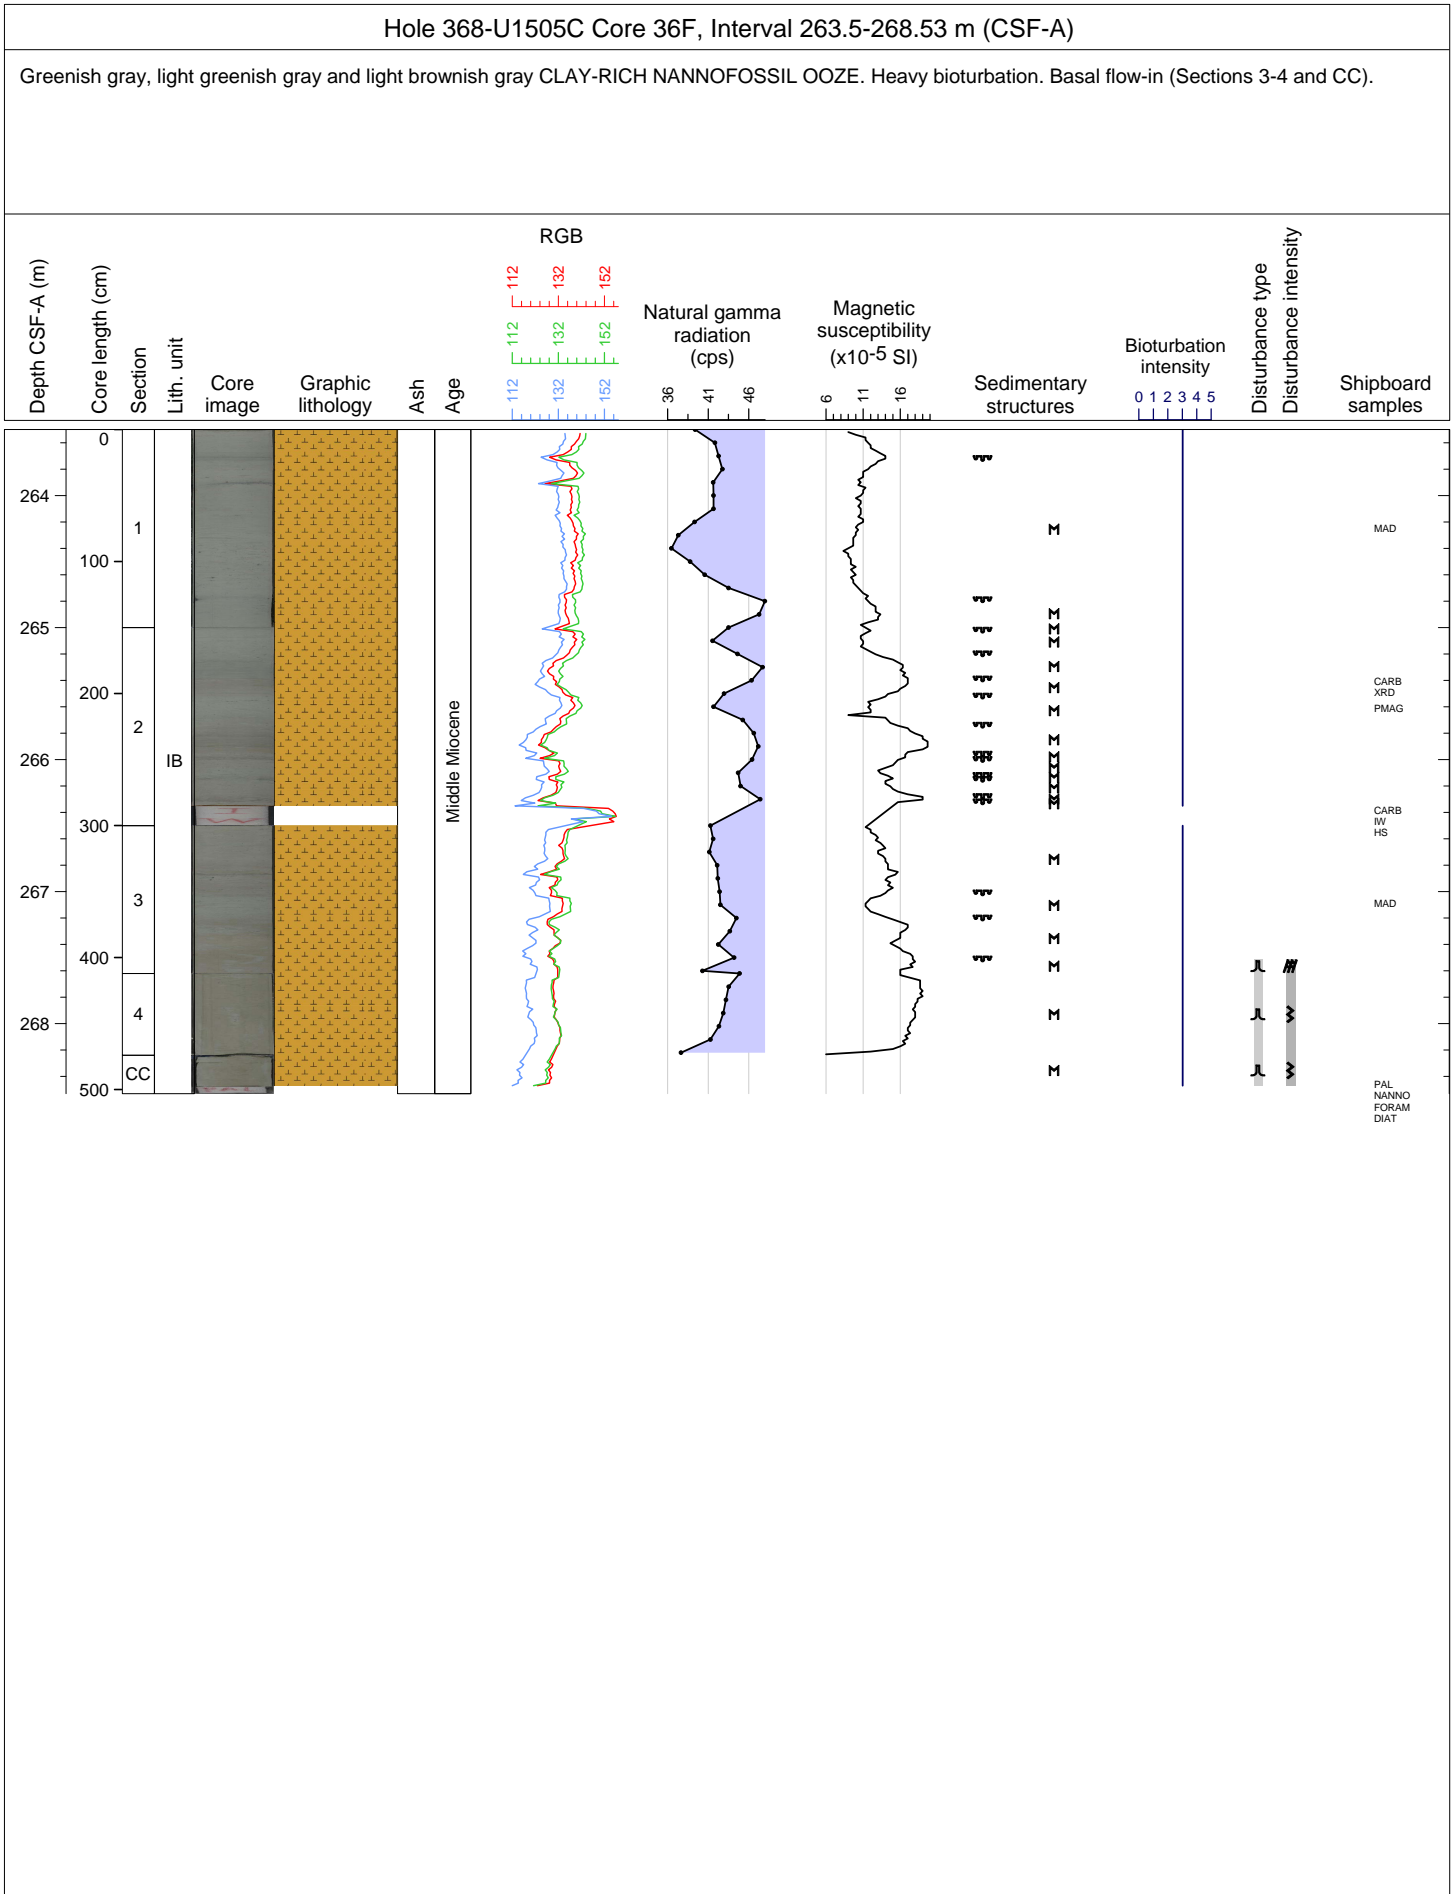 Hole 368-U1505C Core 36F, Interval 263.5-268.53 m (CSF-A)
Greenish gray, light greenish gray and light brownish gray CLAY-RICH NANNOFOSSIL OOZE. Heavy bioturbation. Basal flow-in (Sections 3-4 and CC).
Depth CSF-A (m)
Core length (cm)
Section
Lith. unit
Core
image
Graphic
lithology
Ash
Age
RGB
112 132 152
112 132 152
112 132 152
Natural gamma
radiation
(cps)
36 41 46
Magnetic
susceptibility
(x10-5 SI)
6 11 16
Sedimentary
structures
Bioturbation
intensity
0 1 2 3 4 5
Disturbance type
Disturbance intensity
Shipboard
samples
264
265
266
267
268
0
100
200
300
400
500
1
2
3
4
CC
IB
Middle Miocene
MAD
CARB
XRD
PMAG
CARB
IW
HS
MAD
PAL
NANNO
FORAM
DIAT